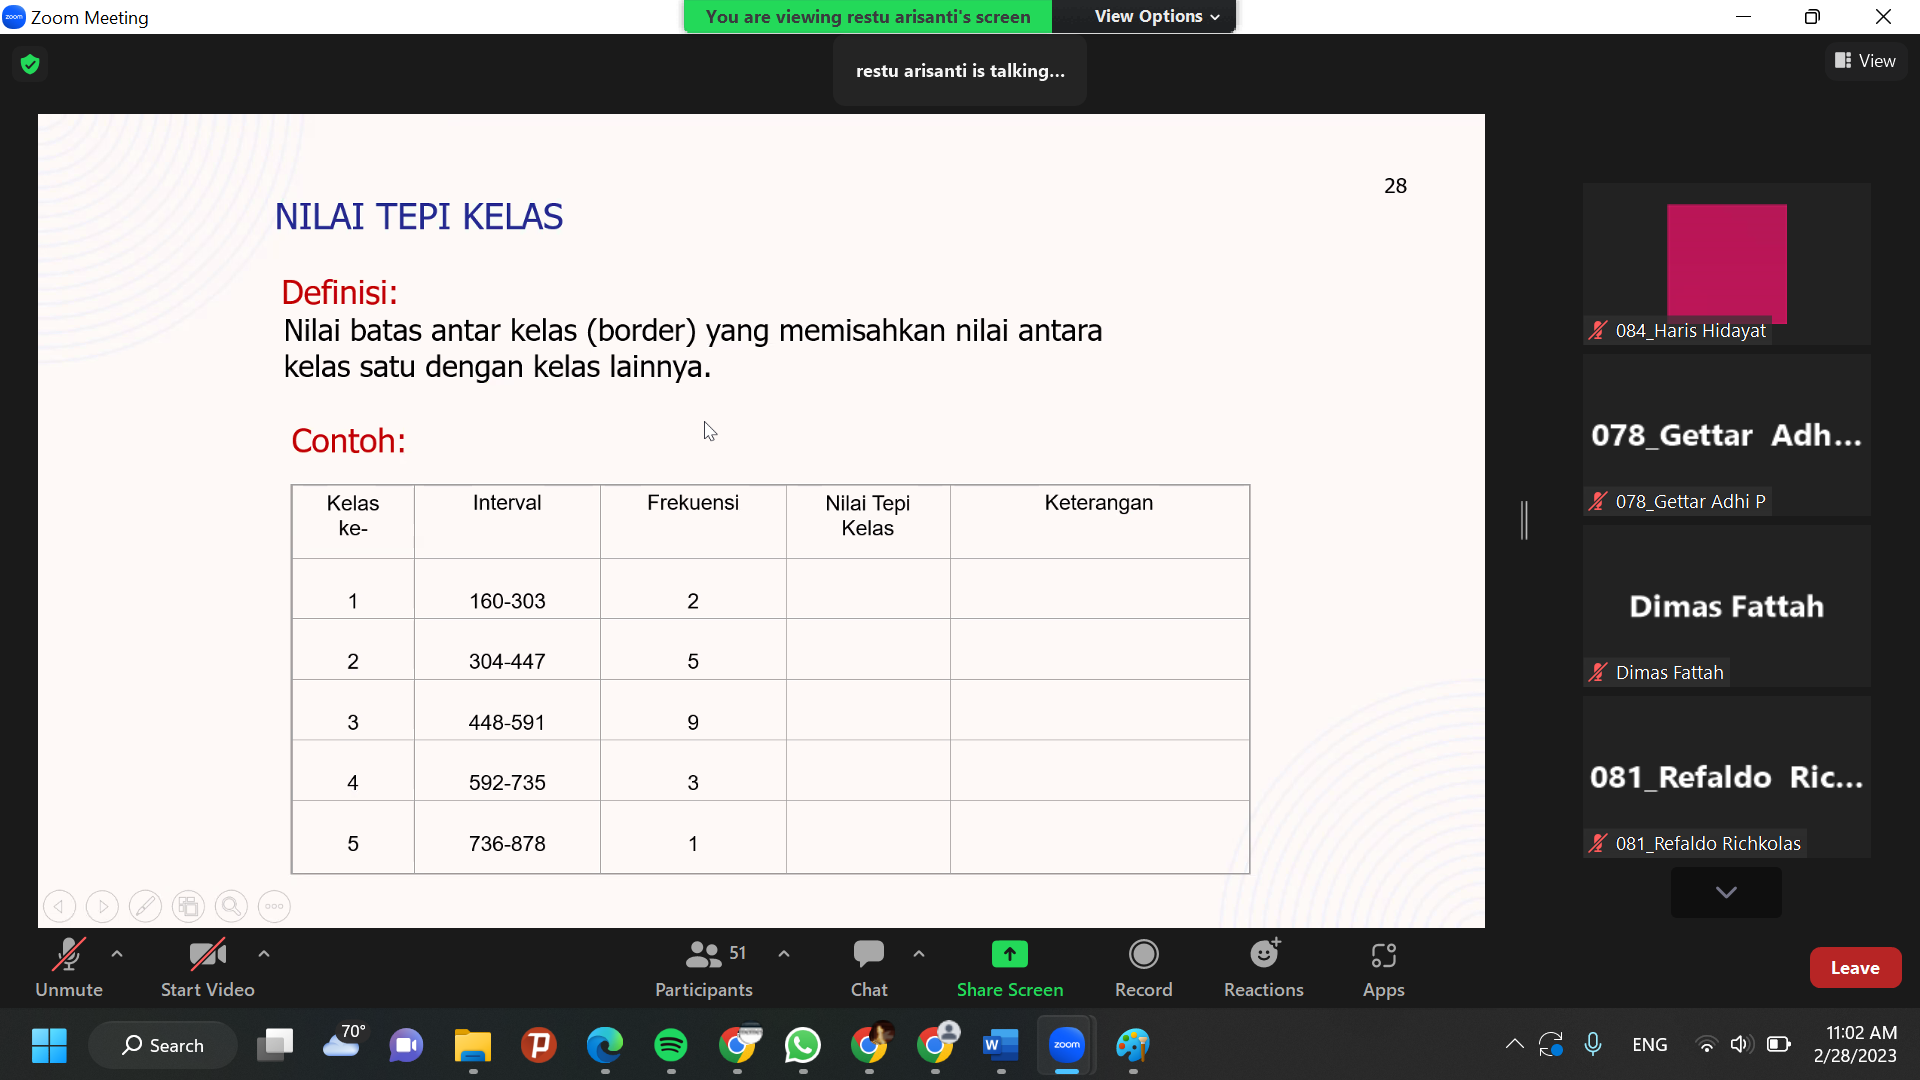 zoom
Zoom Meeting
You are viewing restu arisanti's screen
View Options
restu arisanti is talking...
View
28
NILAI TEPI KELAS
Definisi:
Nilai batas antar kelas (border) yang memisahkan nilai antara
kelas satu dengan kelas lainnya.
Contoh:
Kelas ke- Interval Frekuensi Nilai Tepi Kelas Keterangan
1 160-303 2
2 304-447 5
3 448-591 9
4 592-735 3
5 736-878 1
084_Haris Hidayat
078_Gettar Adh...
078_Gettar Adhi P
Dimas Fattah
Dimas Fattah
081_Refaldo Ric...
081_Refaldo Richkolas
51
Unmute Start Video Participants Chat Share Screen Record Reactions Apps Leave
Search 70° W zoom ENG 11:02 AM
2/28/2023